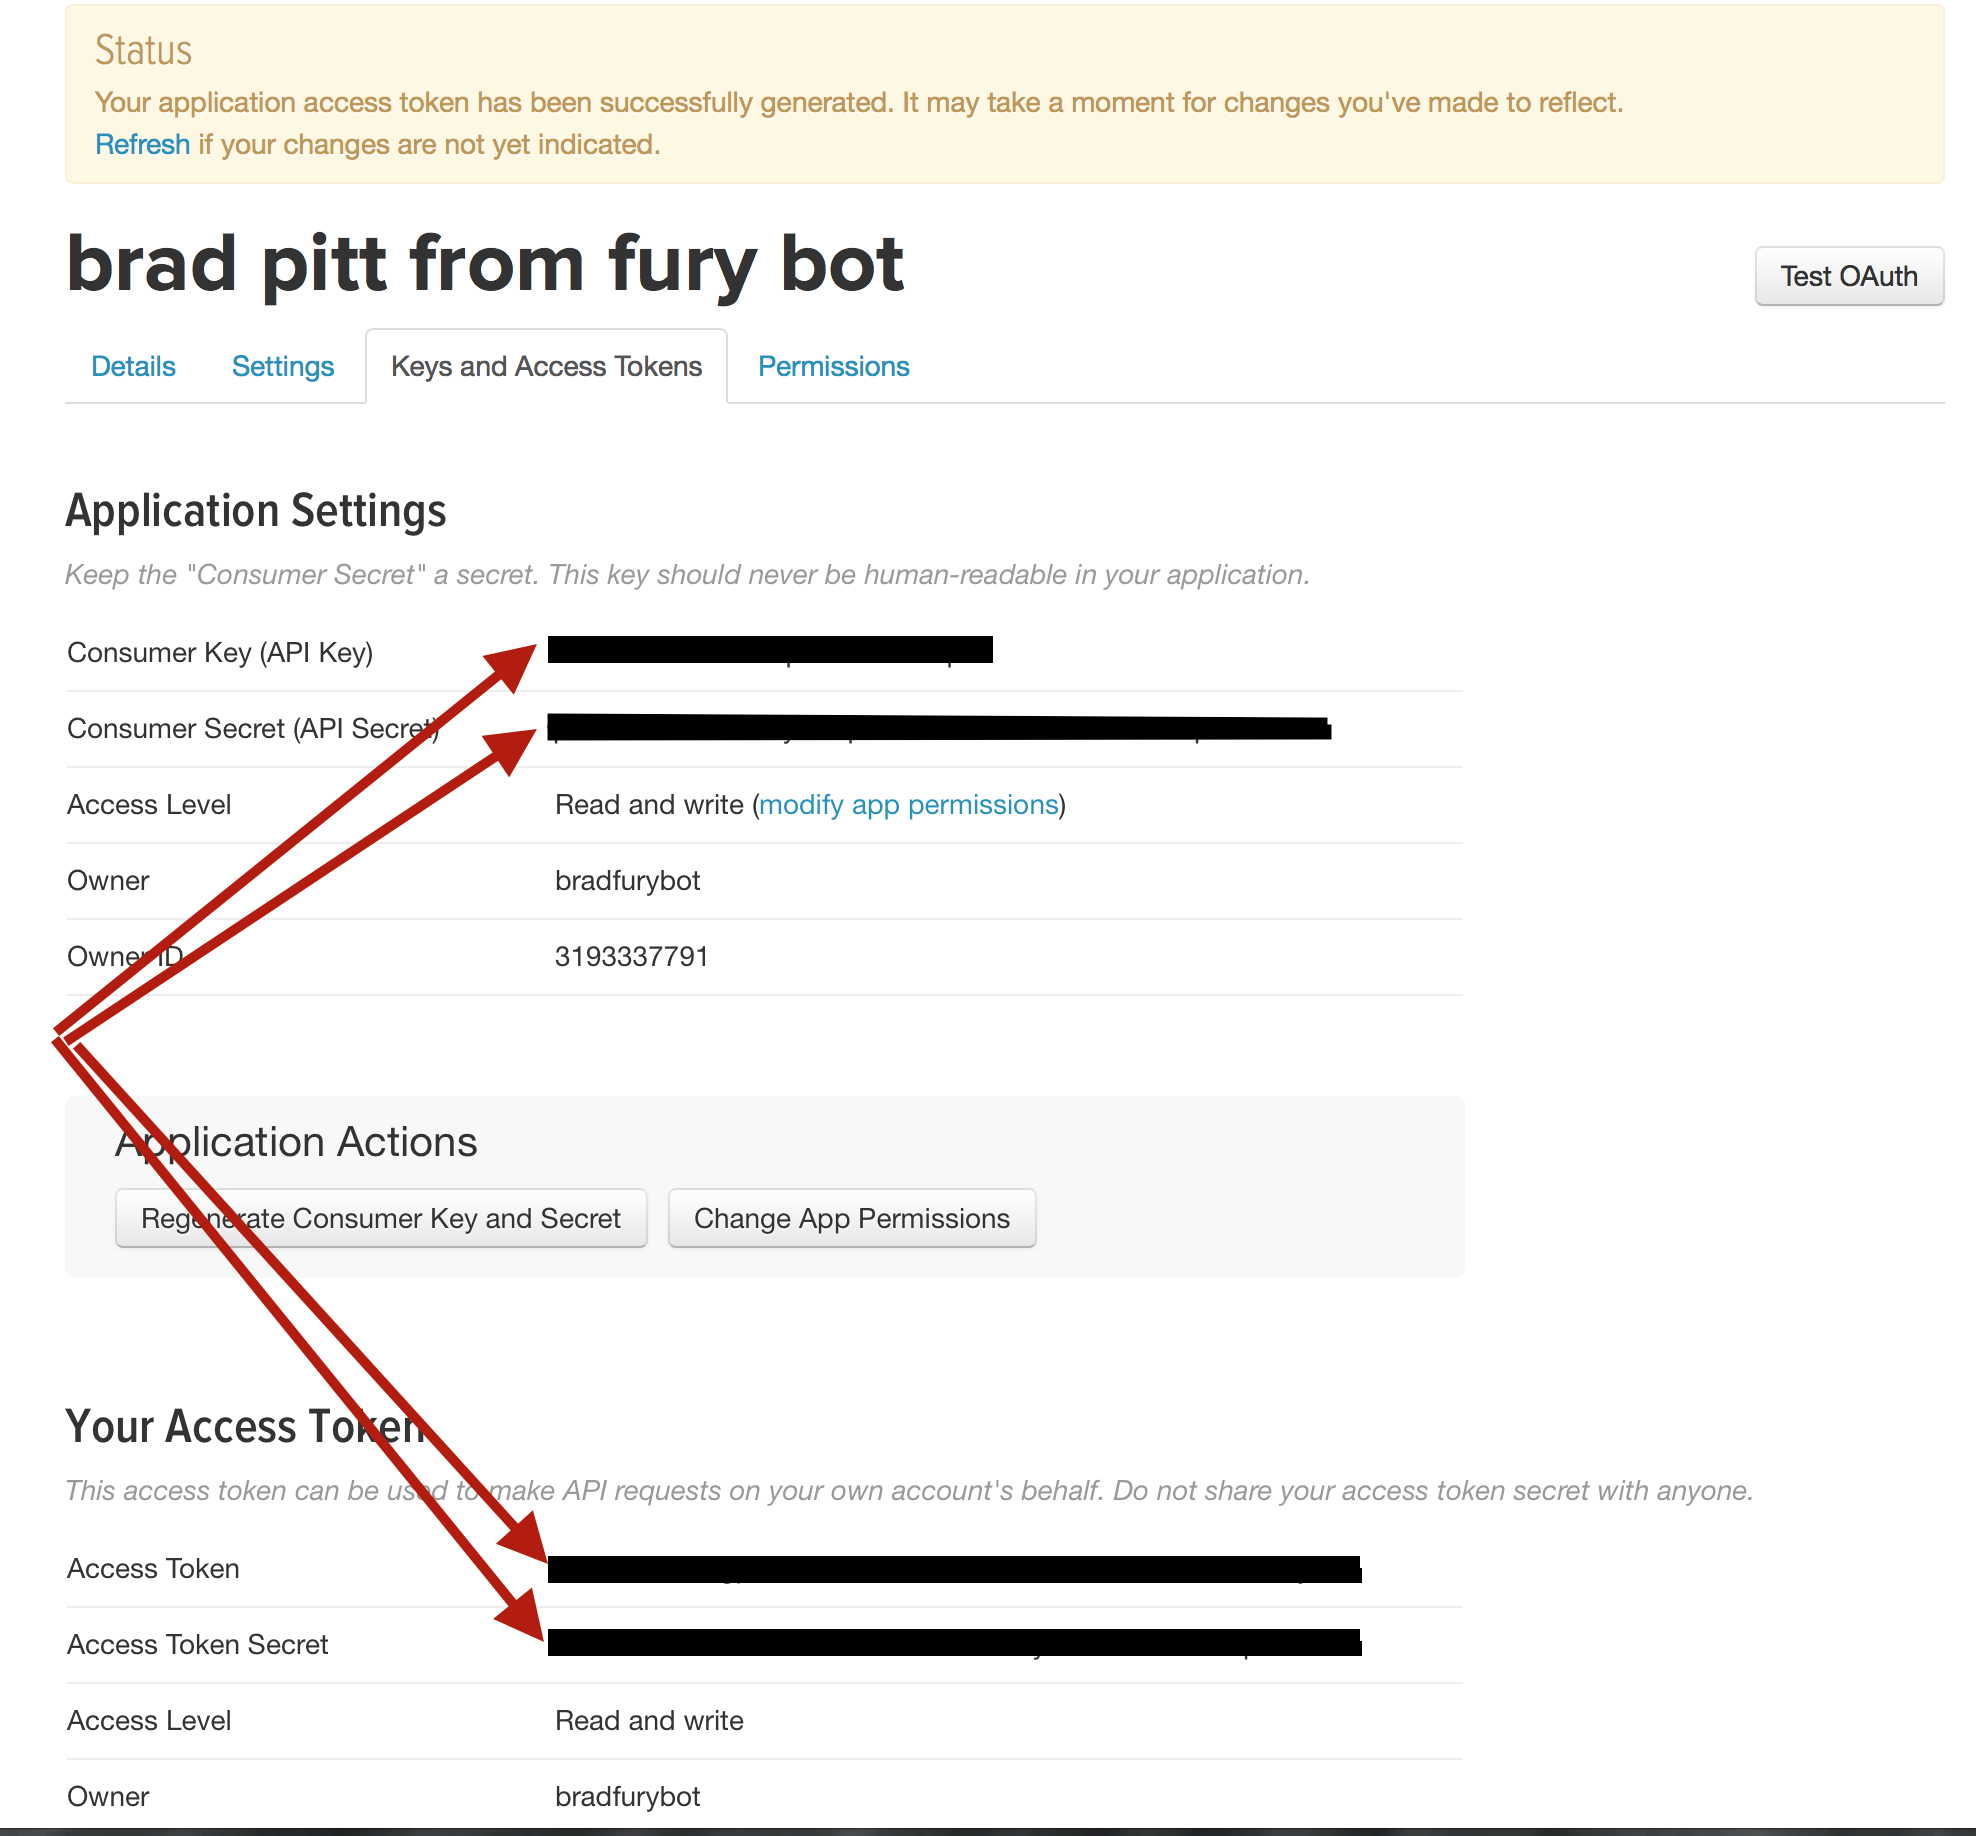 Status
Your application access token has been successfully generated. It may take a moment for changes you've made to reflect.
Refresh if your changes are not yet indicated.
brad pitt from fury bot
Test OAuth
Details Settings Keys and Access Tokens Permissions
Application Settings
Keep the "Consumer Secret" a secret. This key should never be human-readable in your application.
Consumer Key (API Key)
Consumer Secret (API Secret)
Access Level Read and write (modify app permissions)
Owner bradfurybot
Owner ID 3193337791
Application Actions
Regenerate Consumer Key and Secret Change App Permissions
Your Access Token
This access token can be used to make API requests on your own account's behalf. Do not share your access token secret with anyone.
Access Token
Access Token Secret
Access Level Read and write
Owner bradfurybot